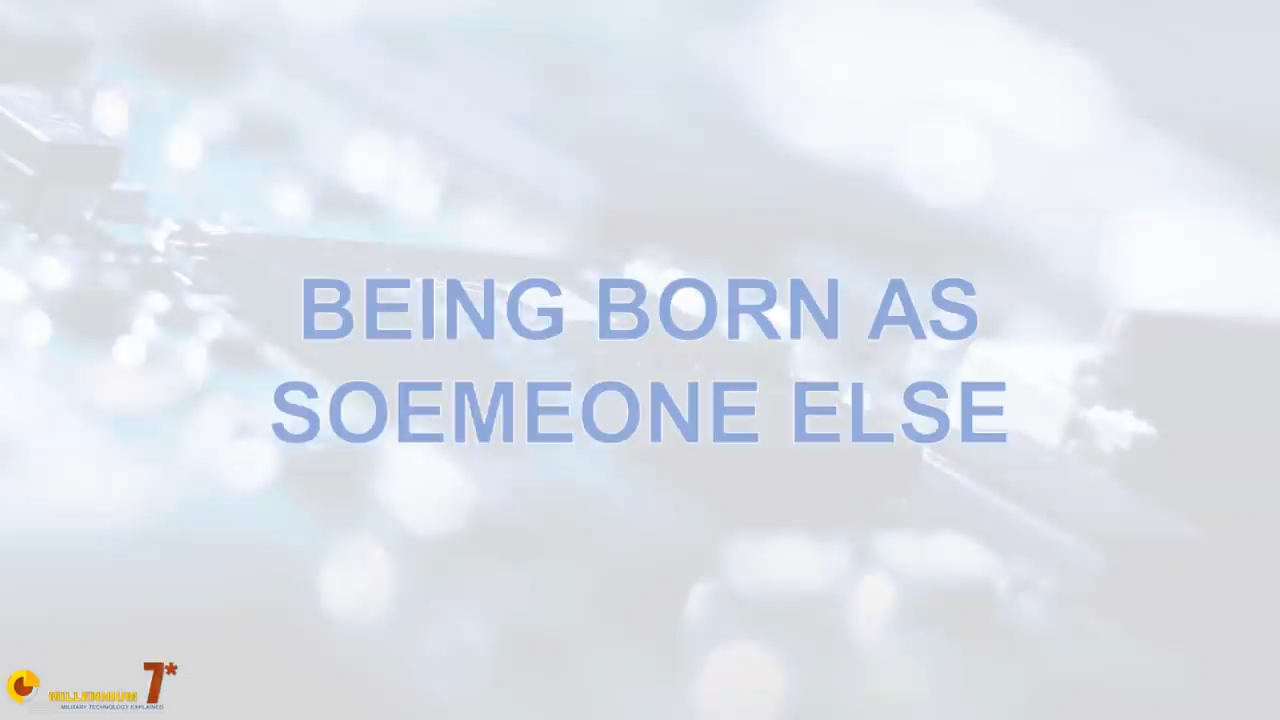 BEING BORN AS
SOEMEONE ELSE
MILLENNIUM 7*
MILITARY TECHNOLOGY EXPLAINED